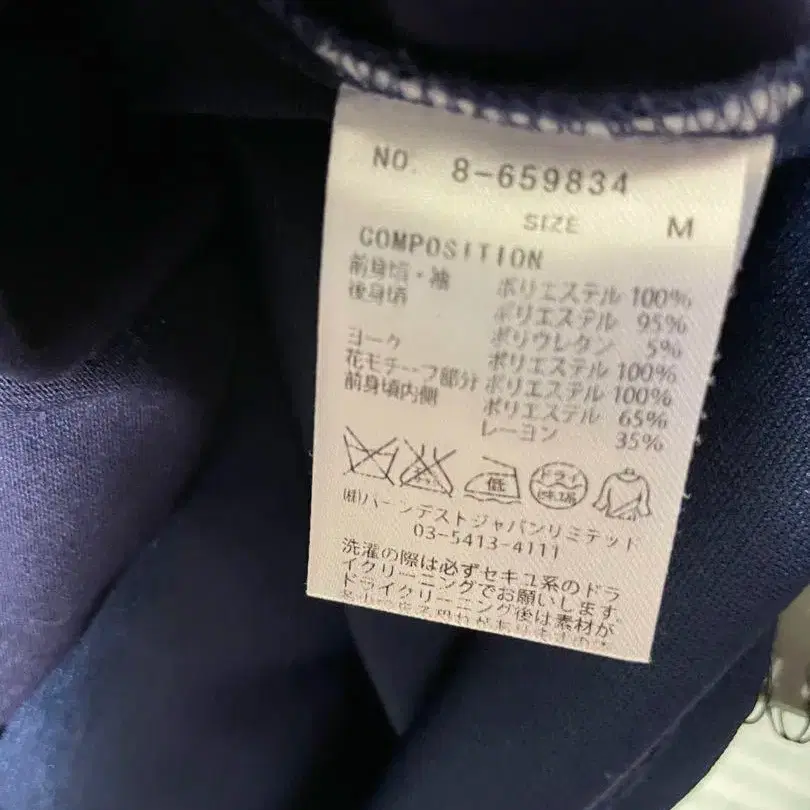 NO. 8-659834
SIZE M
COMPOSITION
前身頃・袖 ポリエステル 100%
後身頃 ポリエステル 95%
ポリウレタン 5%
ヨーク ポリエステル 100%
花モチーフ部分 ポリエステル 100%
前身頃内側 ポリエステル 65%
レーヨン 35%
低 ドライ
㈱バーンデストジャパンリミテッド
03-5413-4111
洗濯の際は必ずセキユ系のドラ
イクリーニングでお願いします。
ドライクリーニング後は素材が